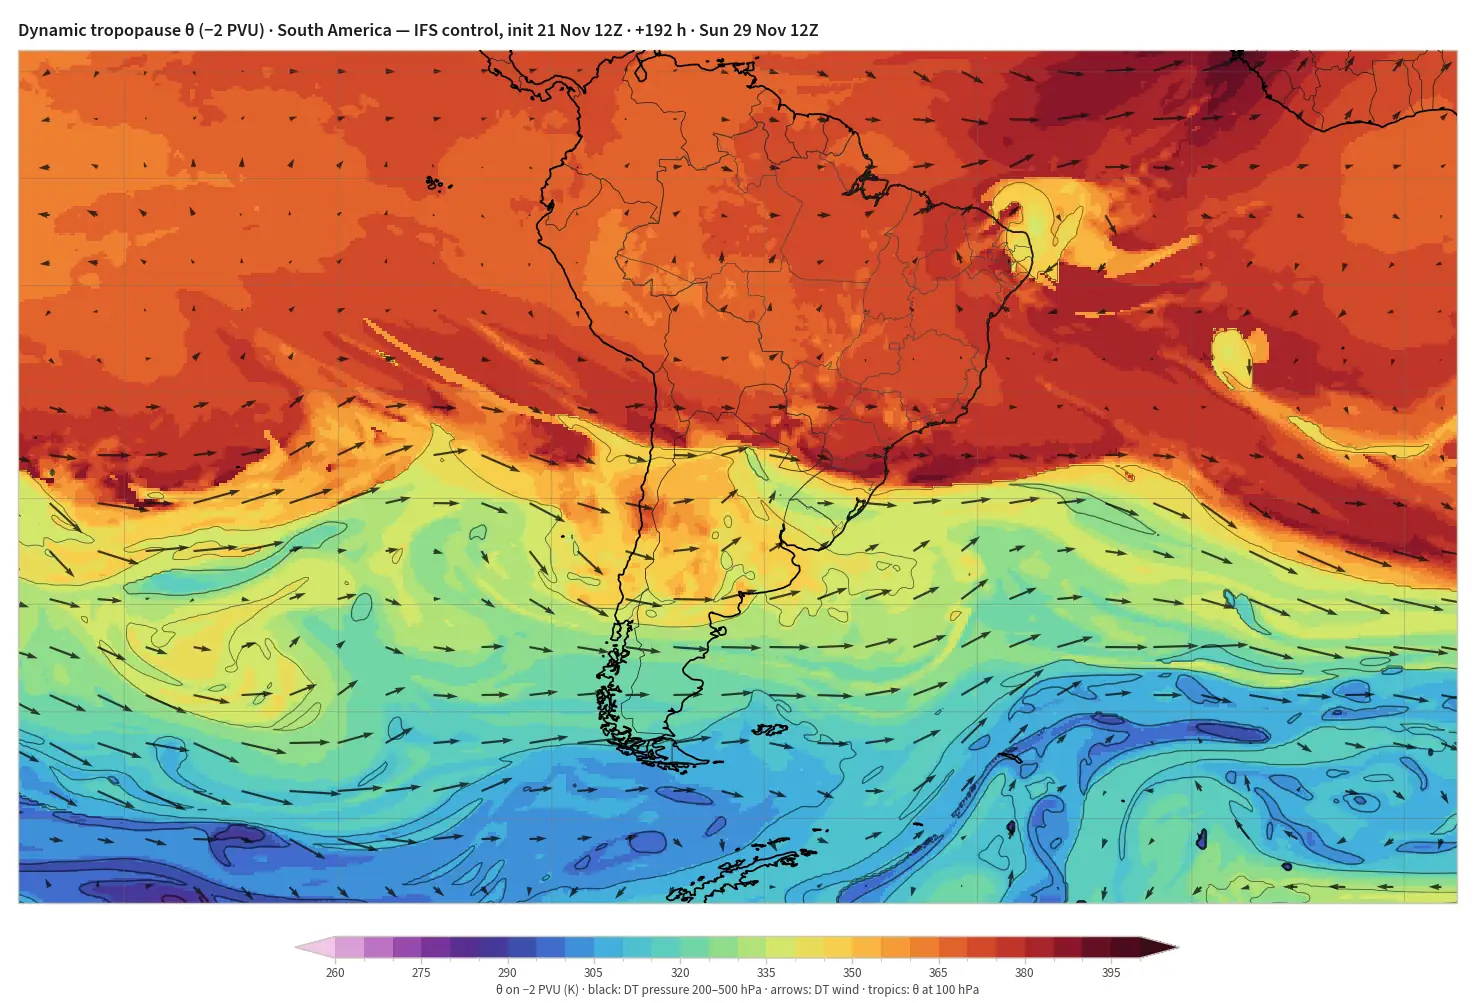 Dynamic tropopause θ (−2 PVU) · South America — IFS control, init 21 Nov 12Z · +192 h · Sun 29 Nov 12Z
260 275 290 305 320 335 350 365 380 395
θ on −2 PVU (K) · black: DT pressure 200–500 hPa · arrows: DT wind · tropics: θ at 100 hPa